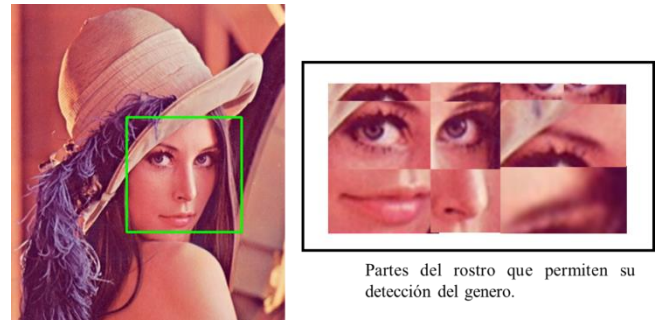 Partes del rostro que permiten su
detección del genero.